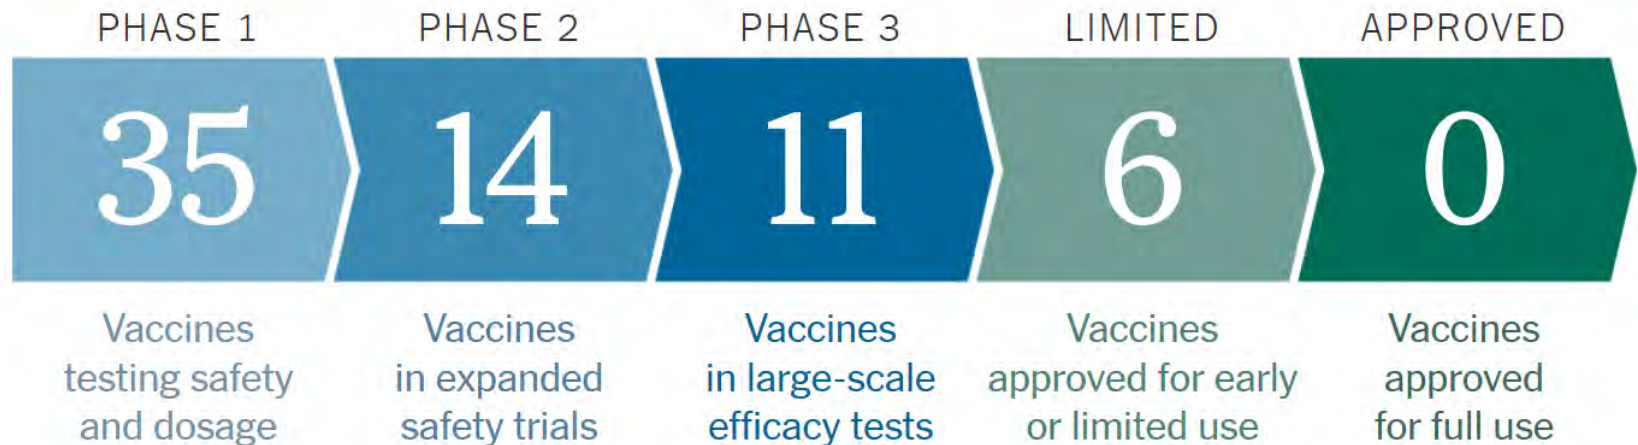 PHASE 1
PHASE 2
PHASE 3
LIMITED
APPROVED
35
14
11
6
0
Vaccines
testing safety
and dosage
Vaccines
in expanded
safety trials
Vaccines
in large-scale
efficacy tests
Vaccines
approved for early
or limited use
Vaccines
approved
for full use